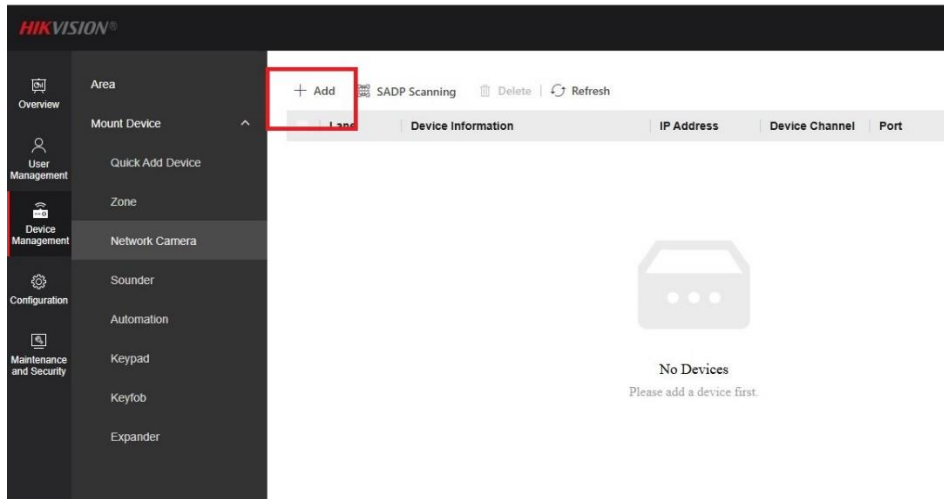 HIKVISION®
Overview
User
Management
Device
Management
Configuration
Maintenance
and Security
Area
Mount Device
Quick Add Device
Zone
Network Camera
Sounder
Automation
Keypad
Keyfob
Expander
Add SADP Scanning Delete Refresh
Lane Device Information IP Address Device Channel Port
No Devices
Please add a device first.